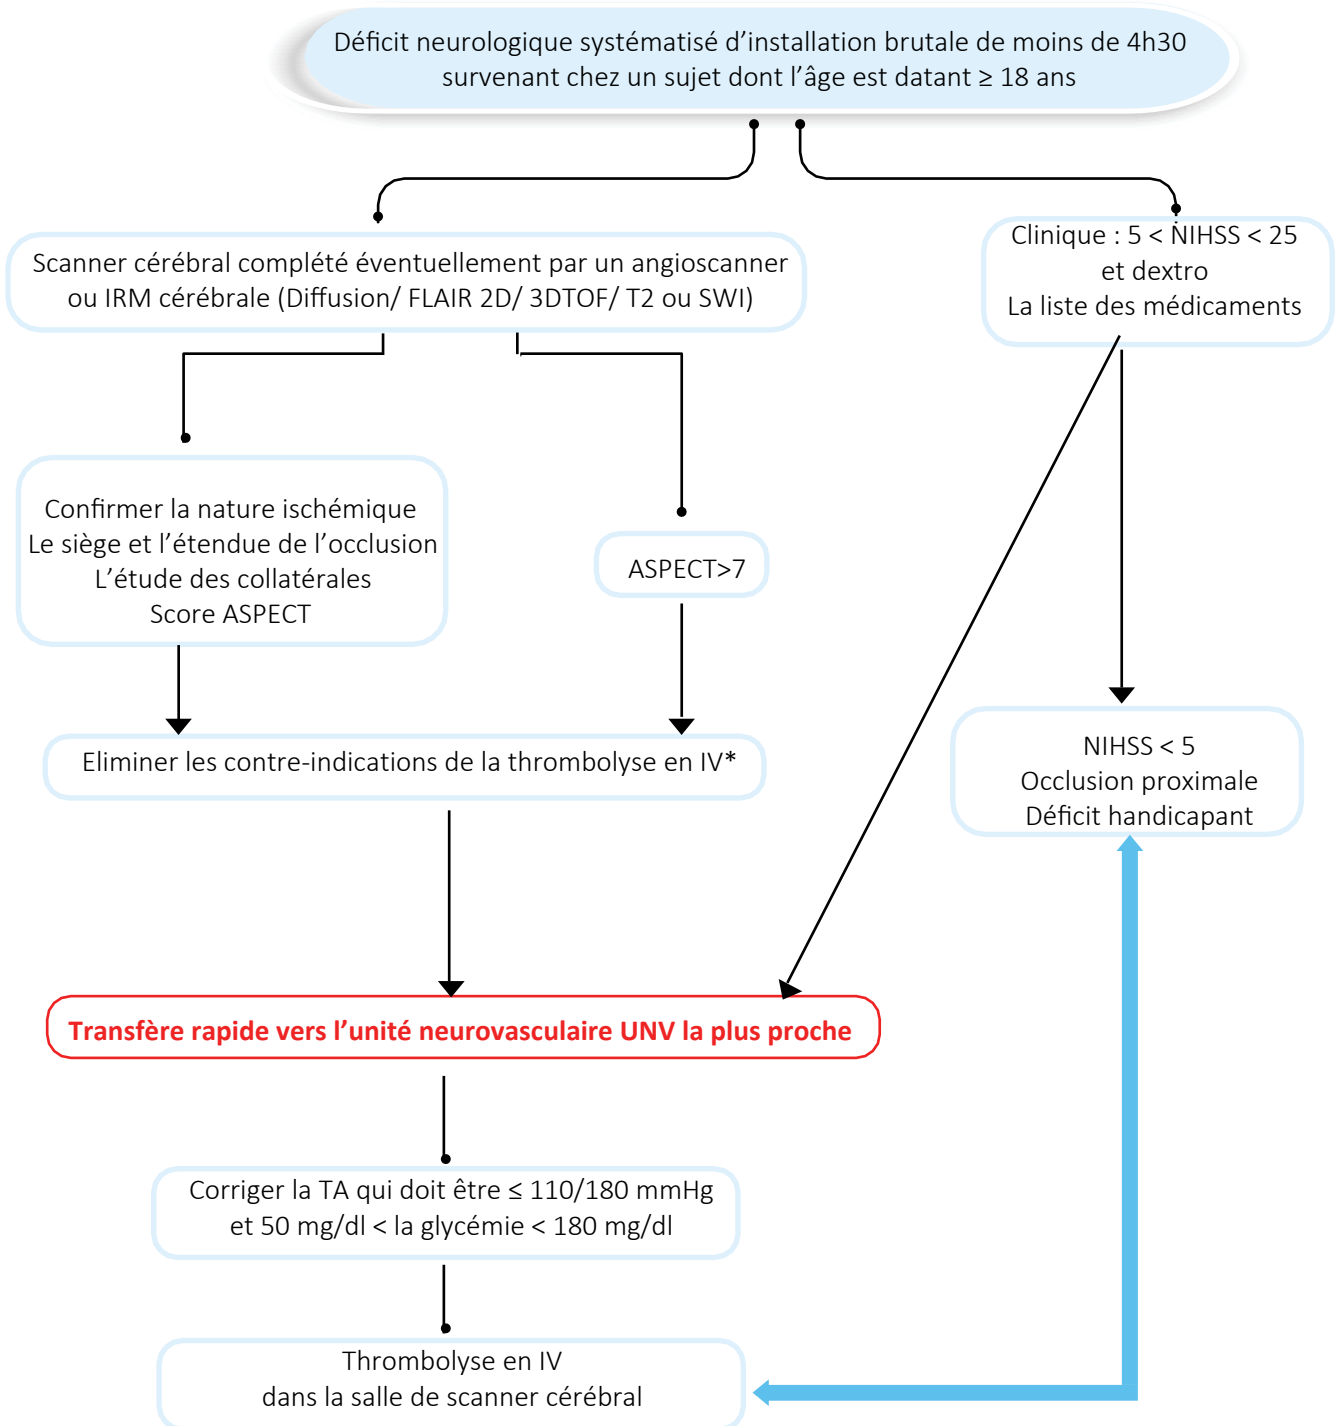 Déficit neurologique systématisé d’installation brutale de moins de 4h30
survenant chez un sujet dont l’âge est datant ≥ 18 ans
Scanner cérébral complété éventuellement par un angioscanner
ou IRM cérébrale (Diffusion/ FLAIR 2D/ 3DTOF/ T2 ou SWI)
Clinique : 5 < NIHSS < 25
et dextro
La liste des médicaments
Confirmer la nature ischémique
Le siège et l’étendue de l’occlusion
L’étude des collatérales
Score ASPECT
ASPECT>7
Eliminer les contre-indications de la thrombolyse en IV*
NIHSS < 5
Occlusion proximale
Déficit handicapant
Transfère rapide vers l’unité neurovasculaire UNV la plus proche
Corriger la TA qui doit être ≤ 110/180 mmHg
et 50 mg/dl < la glycémie < 180 mg/dl
Thrombolyse en IV
dans la salle de scanner cérébral